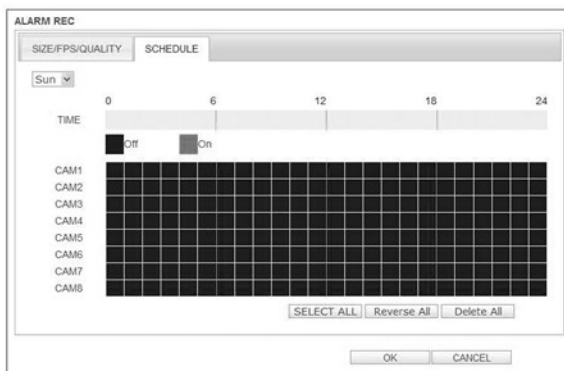 ALARM REC
SIZE/FPS/QUALITY SCHEDULE
Sun
0 6 12 18 24
TIME
Off On
CAM1
CAM2
CAM3
CAM4
CAM5
CAM6
CAM7
CAM8
SELECT ALL Reverse All Delete All
OK CANCEL